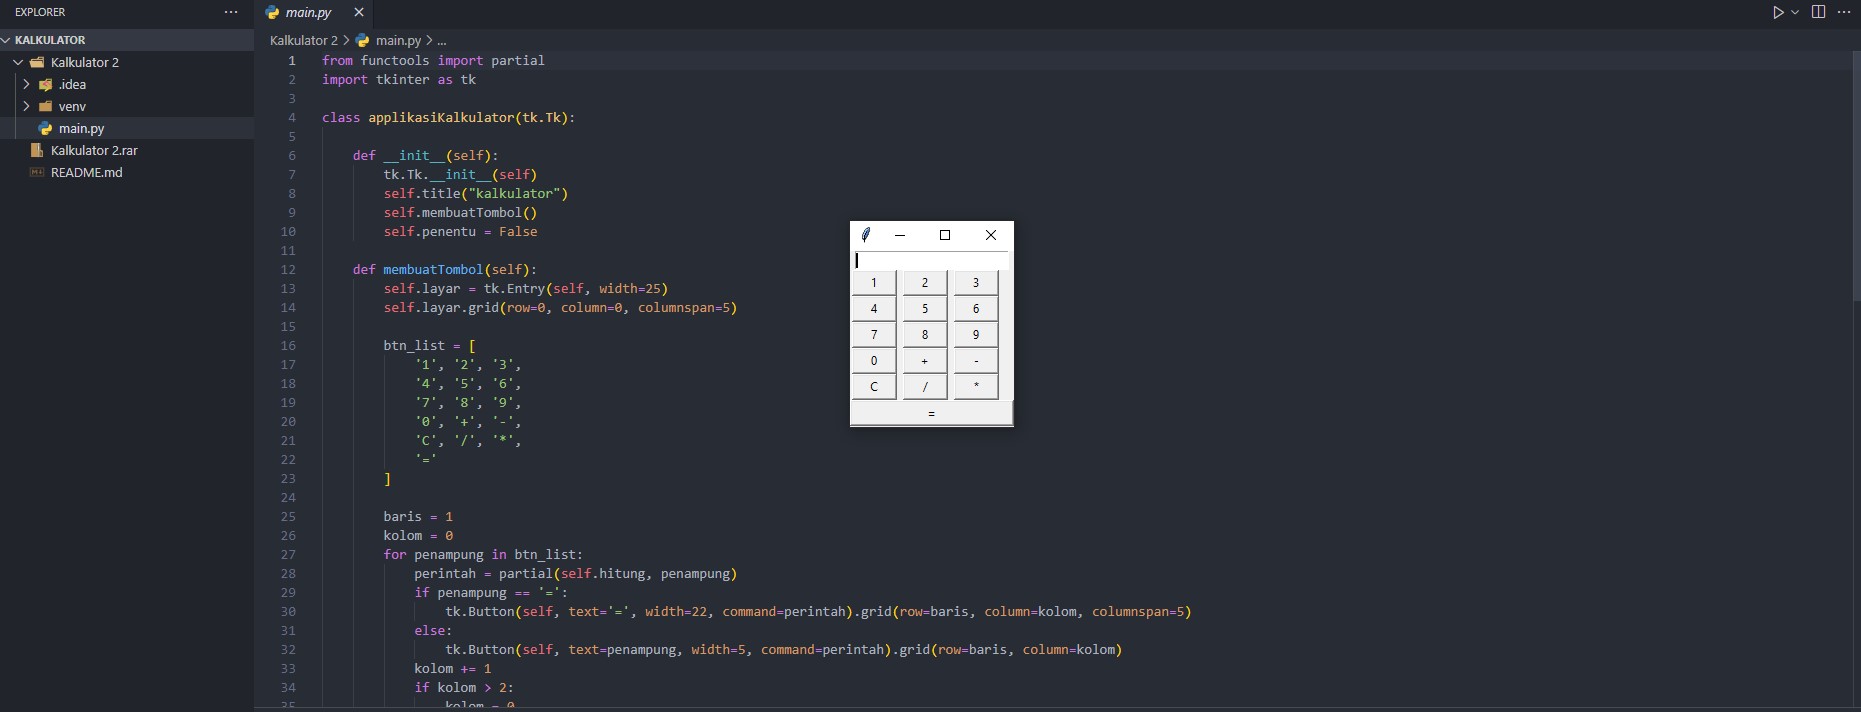 EXPLORER
KALKULATOR
Kalkulator 2
.idea
venv
main.py
Kalkulator 2.rar
README.md
main.py
Kalkulator 2 > main.py > ...
1 from functools import partial
2 import tkinter as tk
3
4 class applikasiKalkulator(tk.Tk):
5
6 def __init__(self):
7 tk.Tk.__init__(self)
8 self.title("kalkulator")
9 self.membuatTombol()
10 self.penentu = False
11
12 def membuatTombol(self):
13 self.layar = tk.Entry(self, width=25)
14 self.layar.grid(row=0, column=0, columnspan=5)
15
16 btn_list = [
17 '1', '2', '3',
18 '4', '5', '6',
19 '7', '8', '9',
20 '0', '+', '-',
21 'C', '/', '*',
22 '='
23 ]
24
25 baris = 1
26 kolom = 0
27 for penampung in btn_list:
28 perintah = partial(self.hitung, penampung)
29 if penampung == '=':
30 tk.Button(self, text='=', width=22, command=perintah).grid(row=baris, column=kolom, columnspan=5)
31 else:
32 tk.Button(self, text=penampung, width=5, command=perintah).grid(row=baris, column=kolom)
33 kolom += 1
34 if kolom > 2:
35 kolom = 0
1 2 3
4 5 6
7 8 9
0 + -
C / *
=